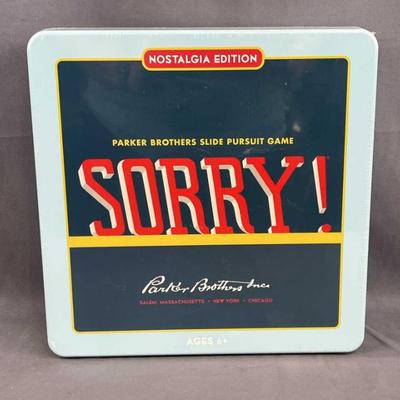 NOSTALGIA EDITION
PARKER BROTHERS SLIDE PURSUIT GAME
SORRY!
Parker Brothers Inc.
SALEM, MASSACHUSETTS • NEW YORK • CHICAGO
AGES 6+